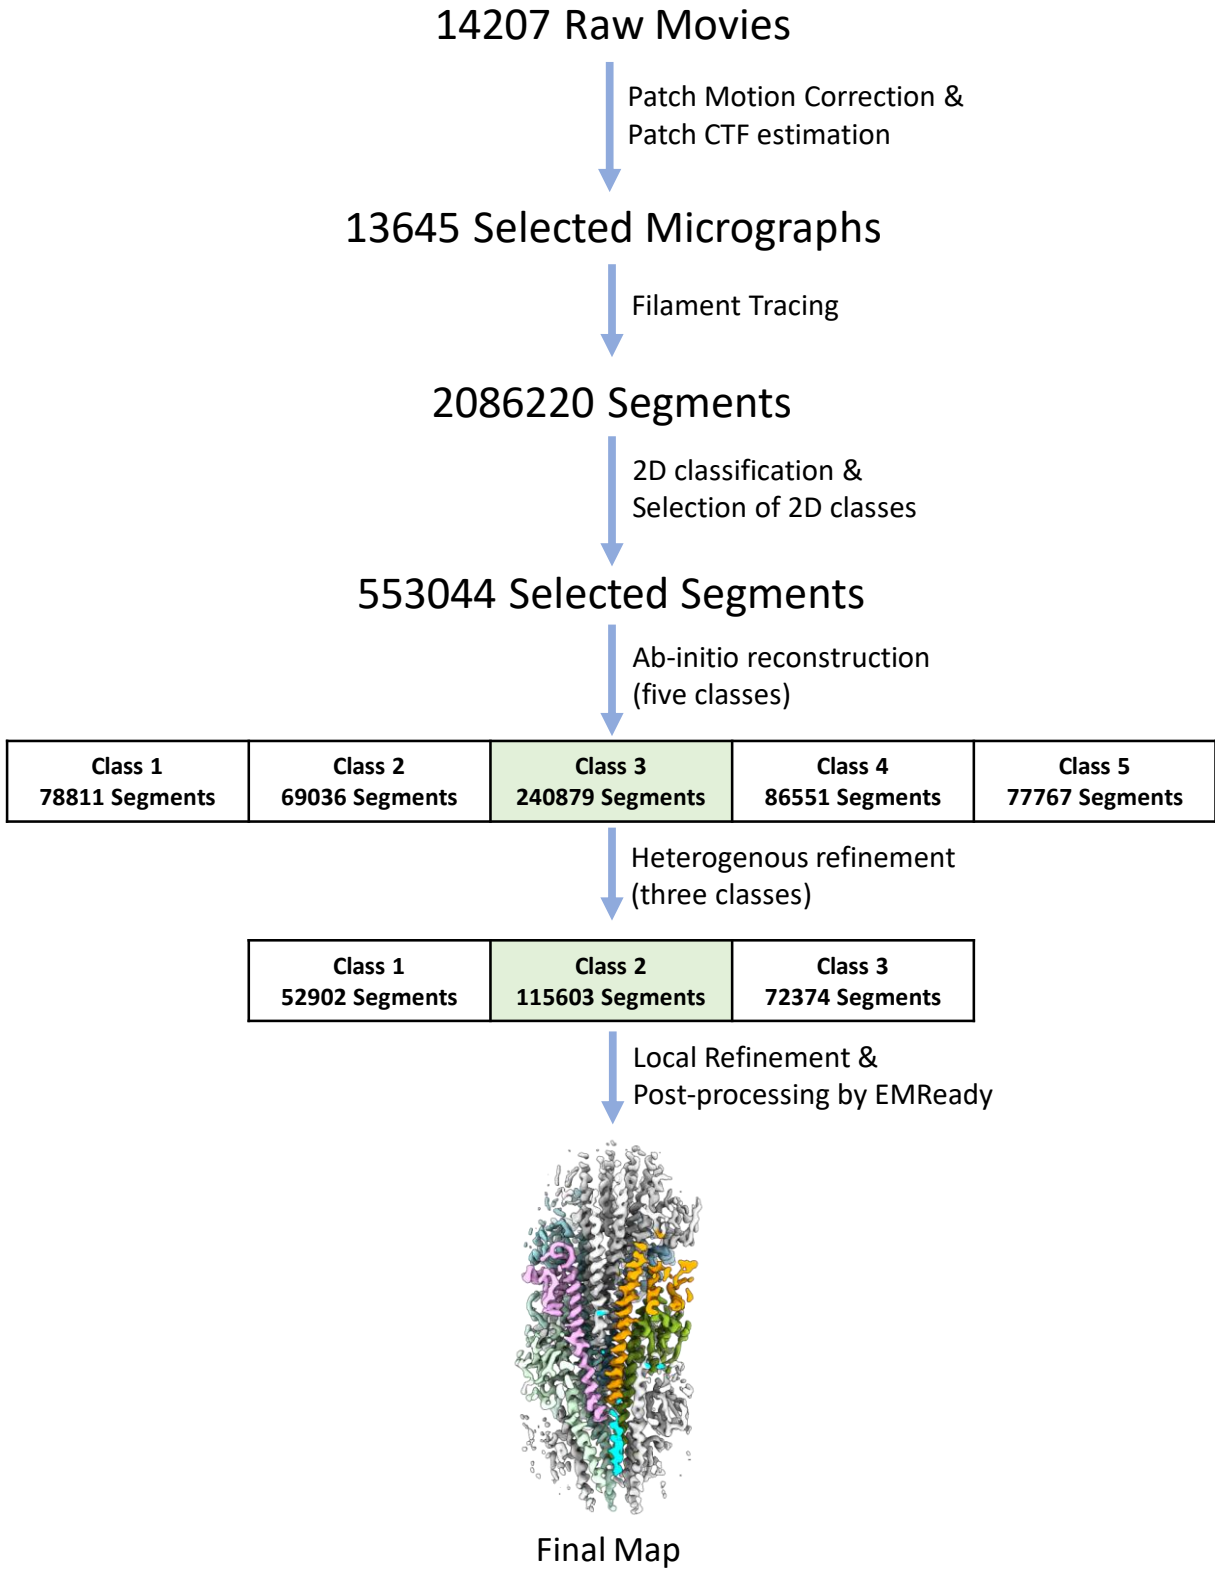 14207 Raw Movies
Patch Motion Correction &
Patch CTF estimation
13645 Selected Micrographs
Filament Tracing
2086220 Segments
2D classification &
Selection of 2D classes
553044 Selected Segments
Ab-initio reconstruction
(five classes)
Class 1
78811 Segments
Class 2
69036 Segments
Class 3
240879 Segments
Class 4
86551 Segments
Class 5
77767 Segments
Heterogenous refinement
(three classes)
Class 1
52902 Segments
Class 2
115603 Segments
Class 3
72374 Segments
Local Refinement &
Post-processing by EMReady
Final Map